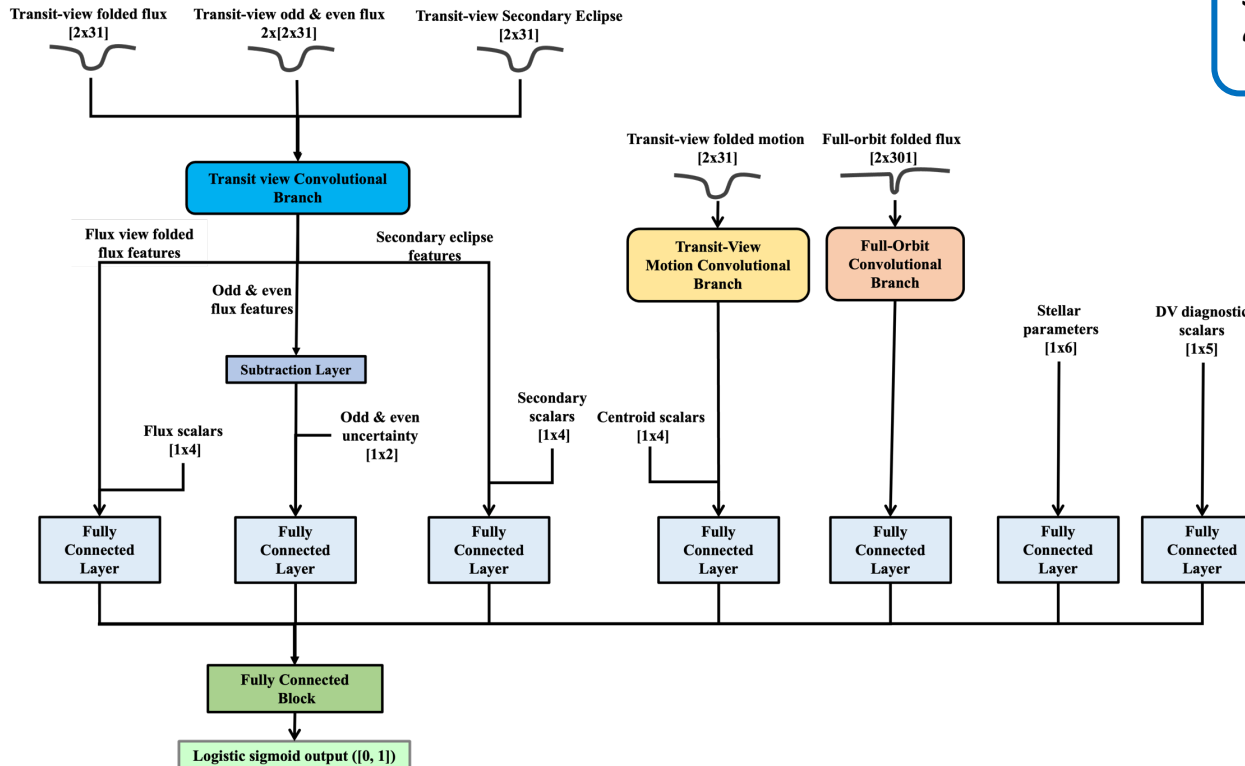 Transit-view folded flux
[2x31]
Transit-view odd & even flux
2x[2x31]
Transit-view Secondary Eclipse
[2x31]
Transit view Convolutional
Branch
Transit-view folded motion
[2x31]
Full-orbit folded flux
[2x301]
Flux view folded
flux features
Secondary eclipse
features
Odd & even
flux features
Transit-View
Motion Convolutional
Branch
Full-Orbit
Convolutional
Branch
Stellar
parameters
[1x6]
DV diagnostic
scalars
[1x5]
Subtraction Layer
Flux scalars
[1x4]
Odd & even
uncertainty
[1x2]
Secondary
scalars
[1x4]
Centroid scalars
[1x4]
Fully
Connected
Layer
Fully
Connected
Layer
Fully
Connected
Layer
Fully
Connected
Layer
Fully
Connected
Layer
Fully
Connected
Layer
Fully
Connected
Layer
Fully Connected
Block
Logistic sigmoid output ([0, 1])